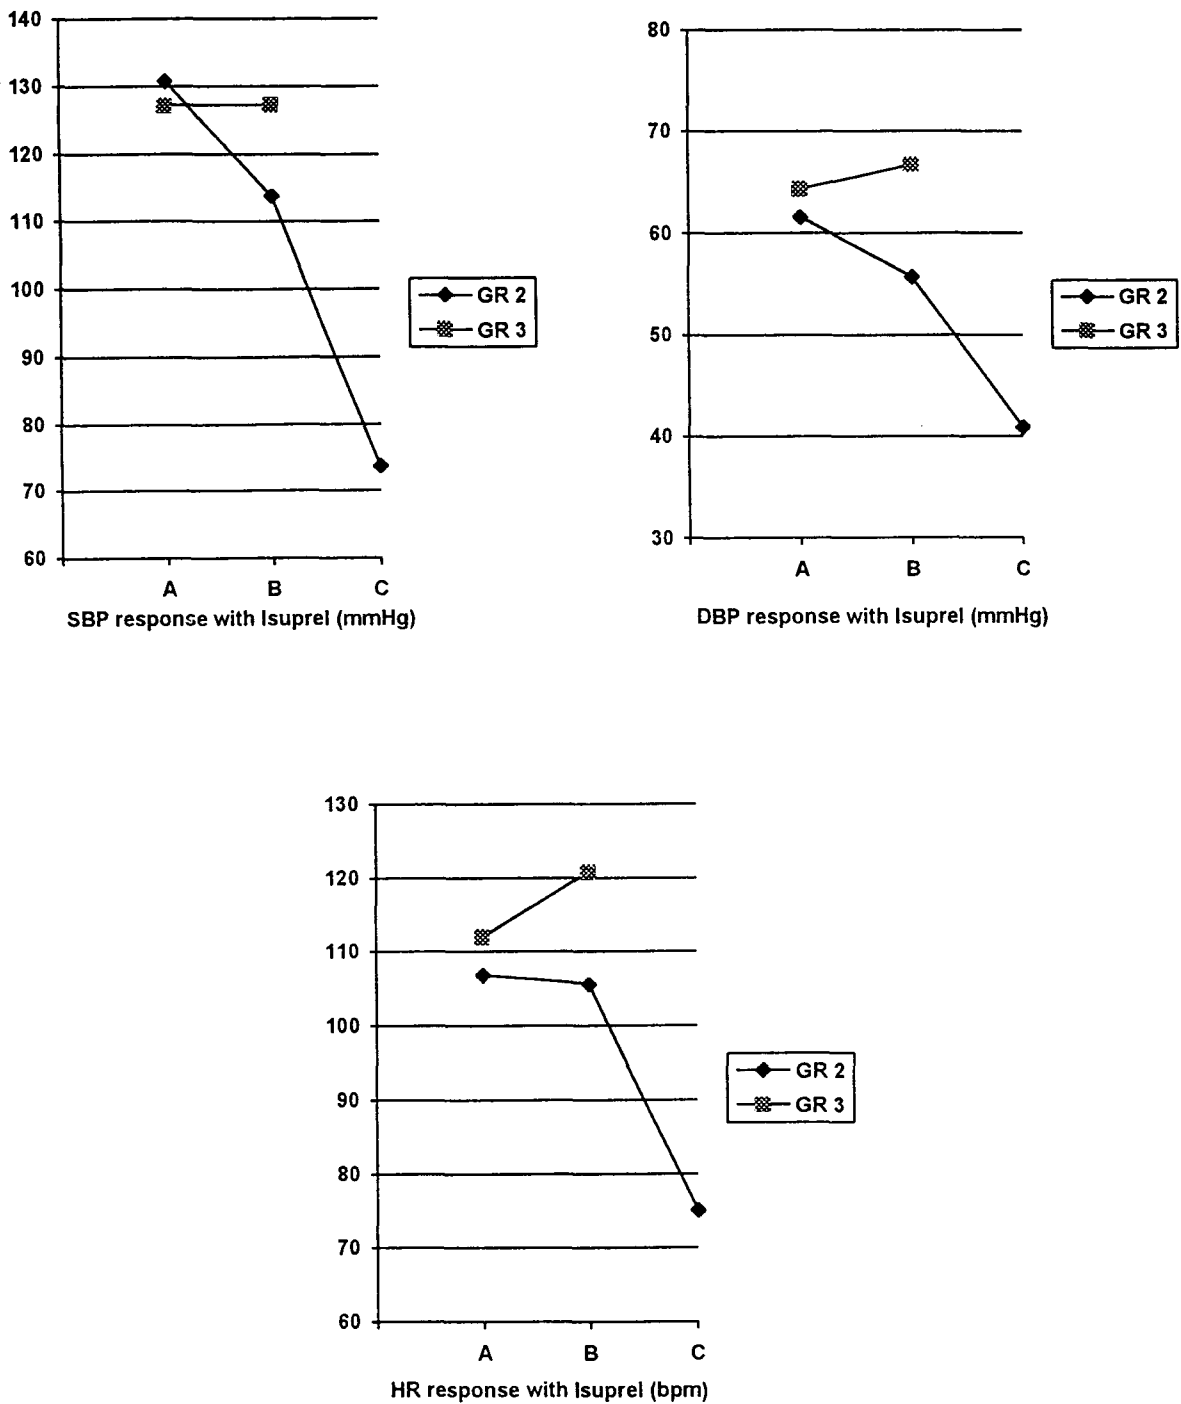 140
130
120
110
100
90
80
70
60
A B C
SBP response with Isuprel (mmHg)
GR 2
GR 3
80
70
60
50
40
30
A B C
DBP response with Isuprel (mmHg)
GR 2
GR 3
130
120
110
100
90
80
70
60
A B C
HR response with Isuprel (bpm)
GR 2
GR 3